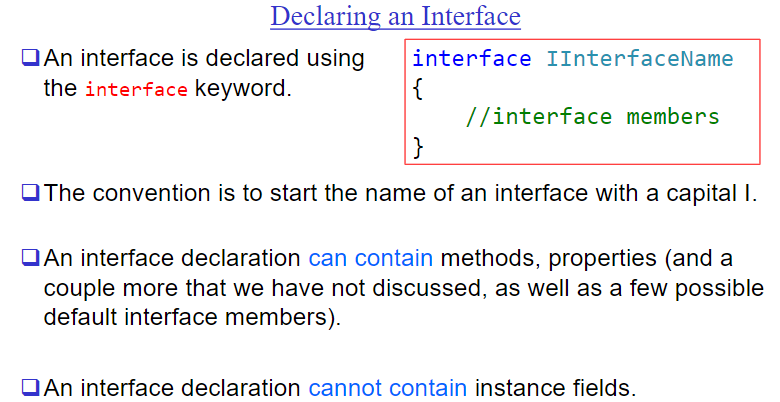 Declaring an Interface
❑An interface is declared using
the interface keyword.
interface IInterfaceName
{
//interface members
}
❑The convention is to start the name of an interface with a capital I.
❑An interface declaration can contain methods, properties (and a
couple more that we have not discussed, as well as a few possible
default interface members).
❑An interface declaration cannot contain instance fields.